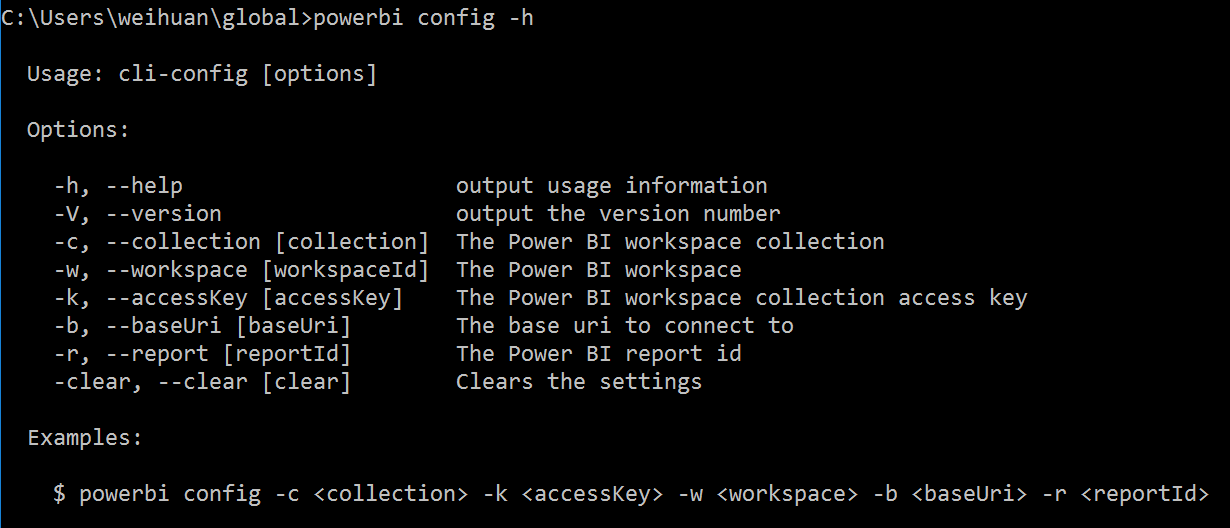 C:\Users\weihuan\global>powerbi config -h
Usage: cli-config [options]
Options:
-h, --help output usage information
-V, --version output the version number
-c, --collection [collection] The Power BI workspace collection
-w, --workspace [workspaceId] The Power BI workspace
-k, --accessKey [accessKey] The Power BI workspace collection access key
-b, --baseUri [baseUri] The base uri to connect to
-r, --report [reportId] The Power BI report id
-clear, --clear [clear] Clears the settings
Examples:
$ powerbi config -c <collection> -k <accessKey> -w <workspace> -b <baseUri> -r <reportId>